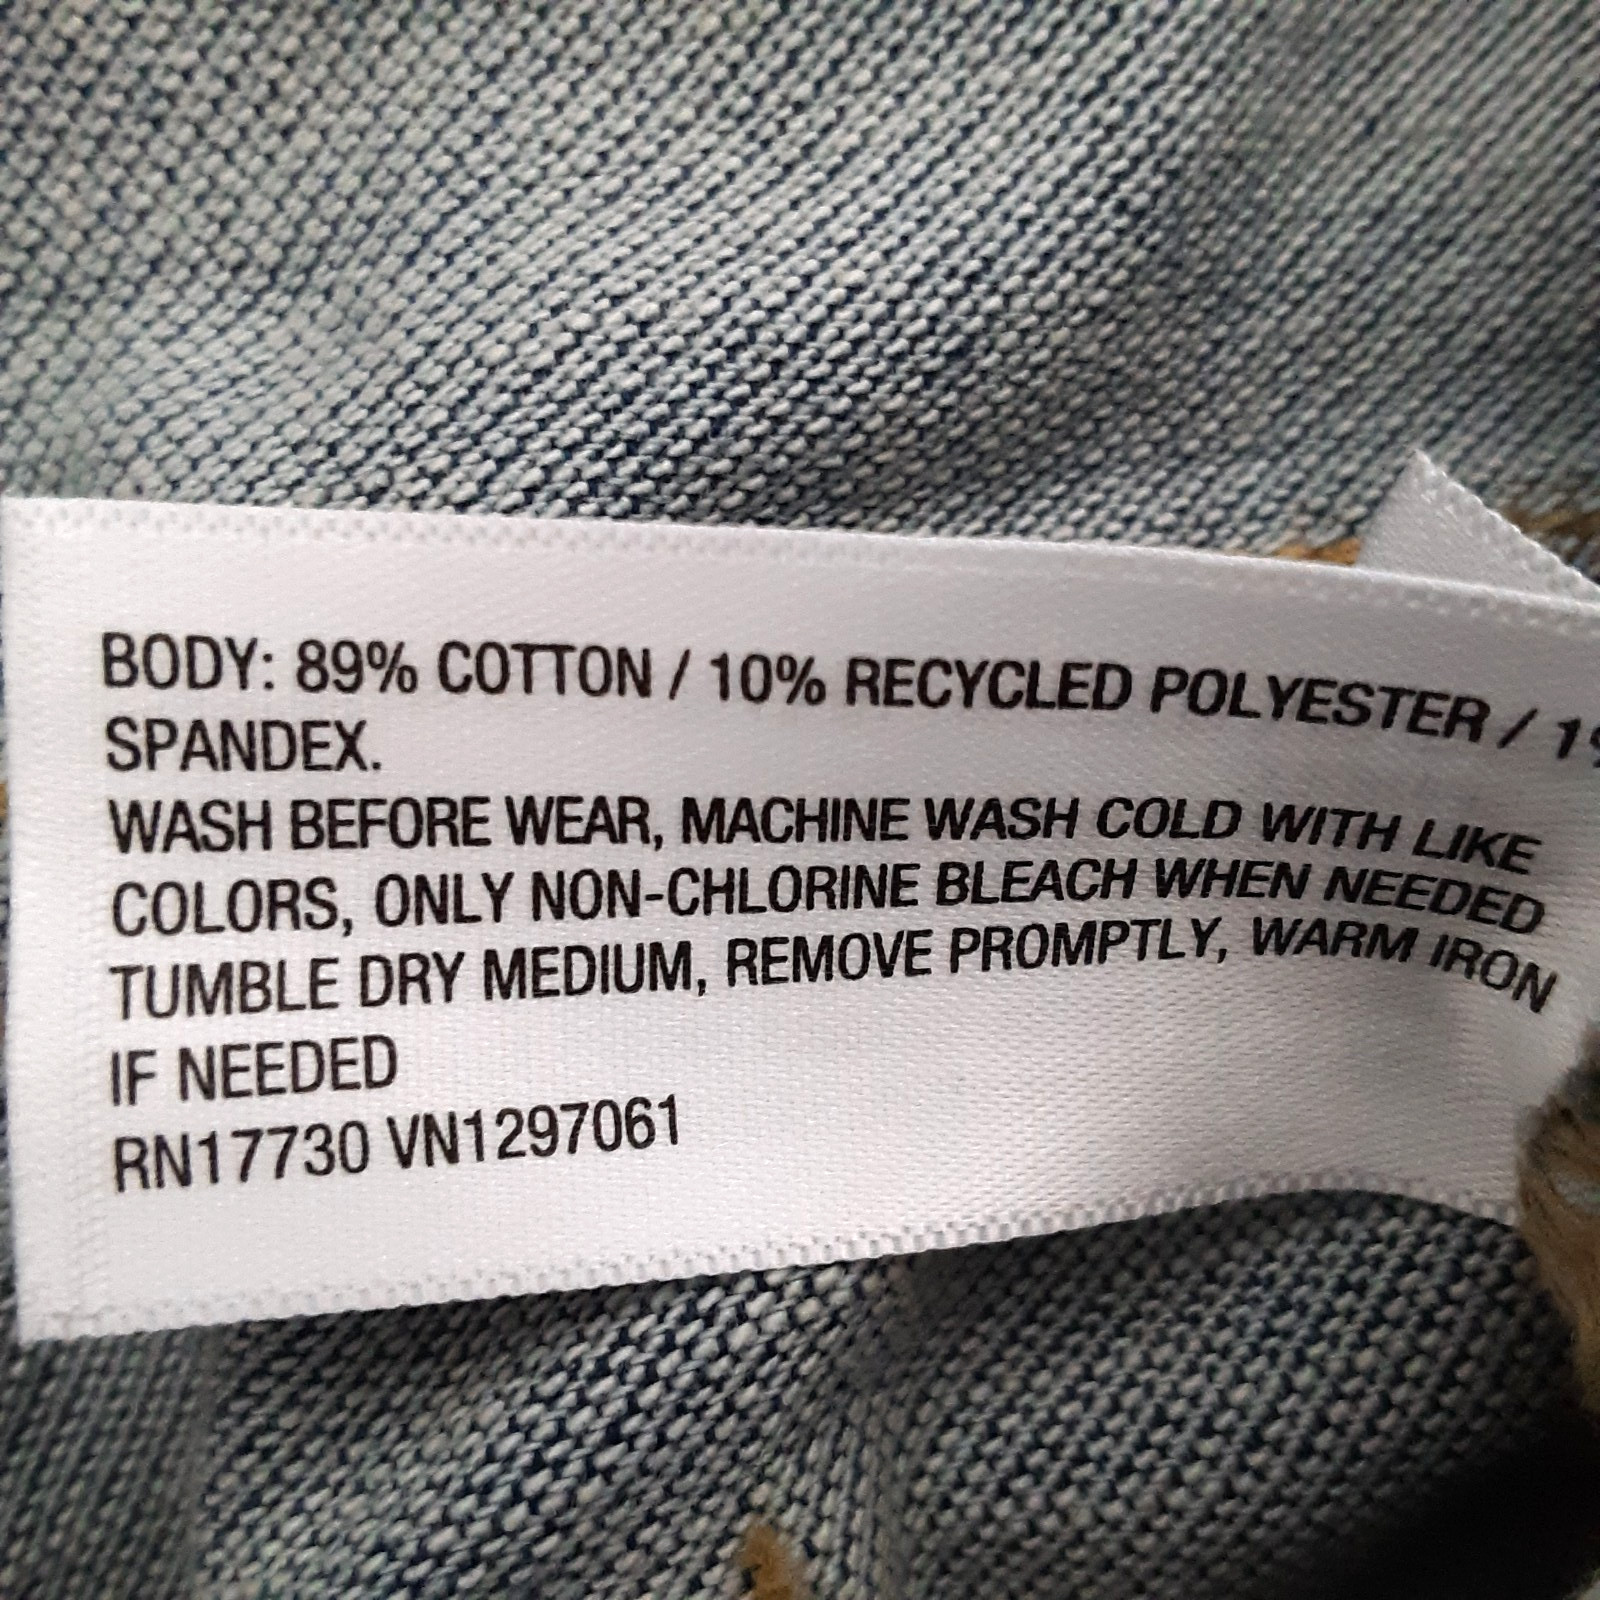 BODY: 89% COTTON / 10% RECYCLED POLYESTER / 1%
SPANDEX.
WASH BEFORE WEAR, MACHINE WASH COLD WITH LIKE
COLORS, ONLY NON-CHLORINE BLEACH WHEN NEEDED
TUMBLE DRY MEDIUM, REMOVE PROMPTLY, WARM IRON
IF NEEDED
RN17730 VN1297061